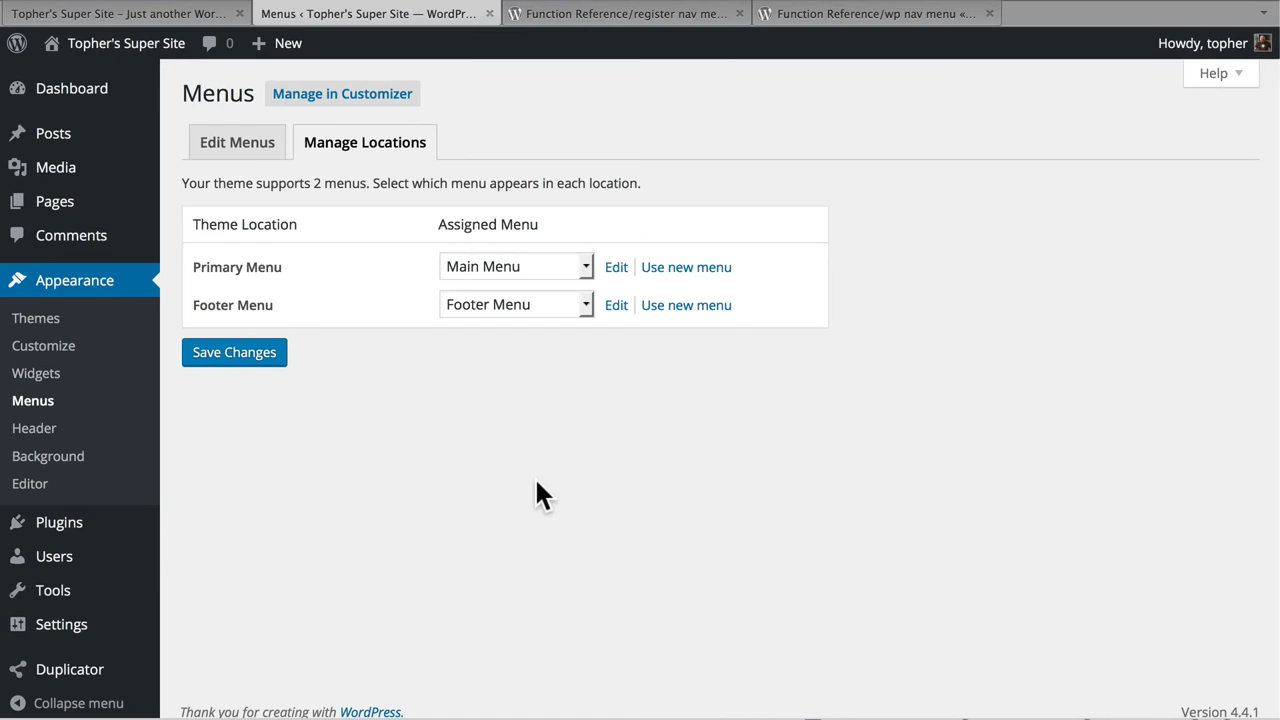 Topher's Super Site – Just another Wor...
Menus ‹ Topher's Super Site — WordPr...
Function Reference/register nav me...
Function Reference/wp nav menu «...
Topher's Super Site
0
New
Howdy, topher
Help
Dashboard
Posts
Media
Pages
Comments
Appearance
Themes
Customize
Widgets
Menus
Header
Background
Editor
Plugins
Users
Tools
Settings
Duplicator
Collapse menu
Menus Manage in Customizer
Edit Menus Manage Locations
Your theme supports 2 menus. Select which menu appears in each location.
Theme Location Assigned Menu
Primary Menu Main Menu Edit Use new menu
Footer Menu Footer Menu Edit Use new menu
Save Changes
Thank you for creating with WordPress.
Version 4.4.1